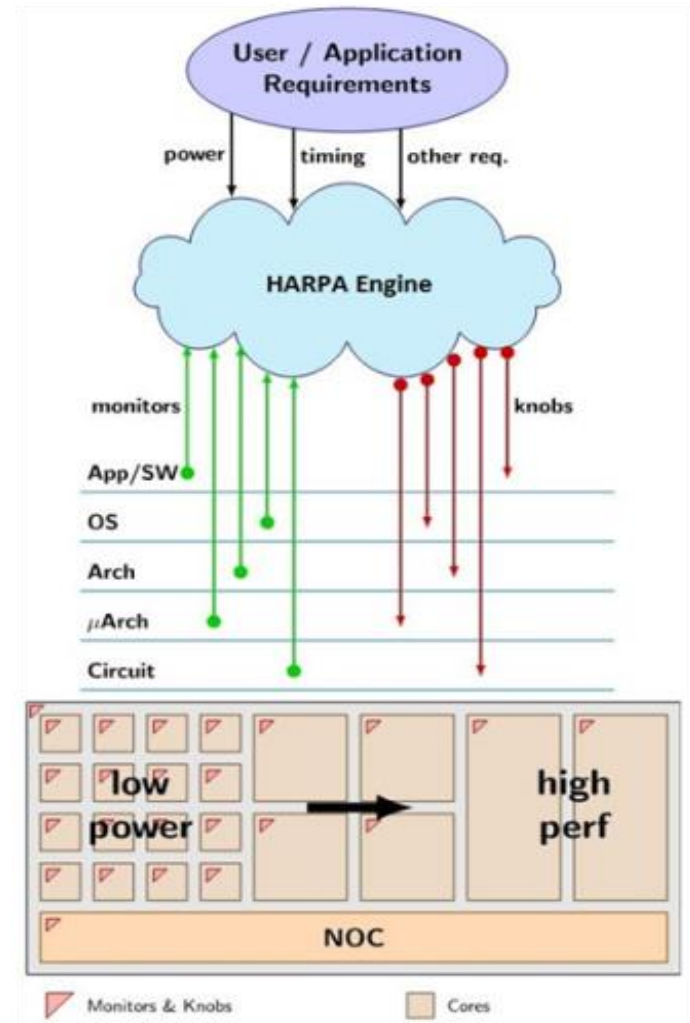 User / Application
Requirements
power
timing
other req.
HARPA Engine
monitors
knobs
App/SW
OS
Arch
μArch
Circuit
low
power
high
perf
NOC
Monitors & Knobs
Cores